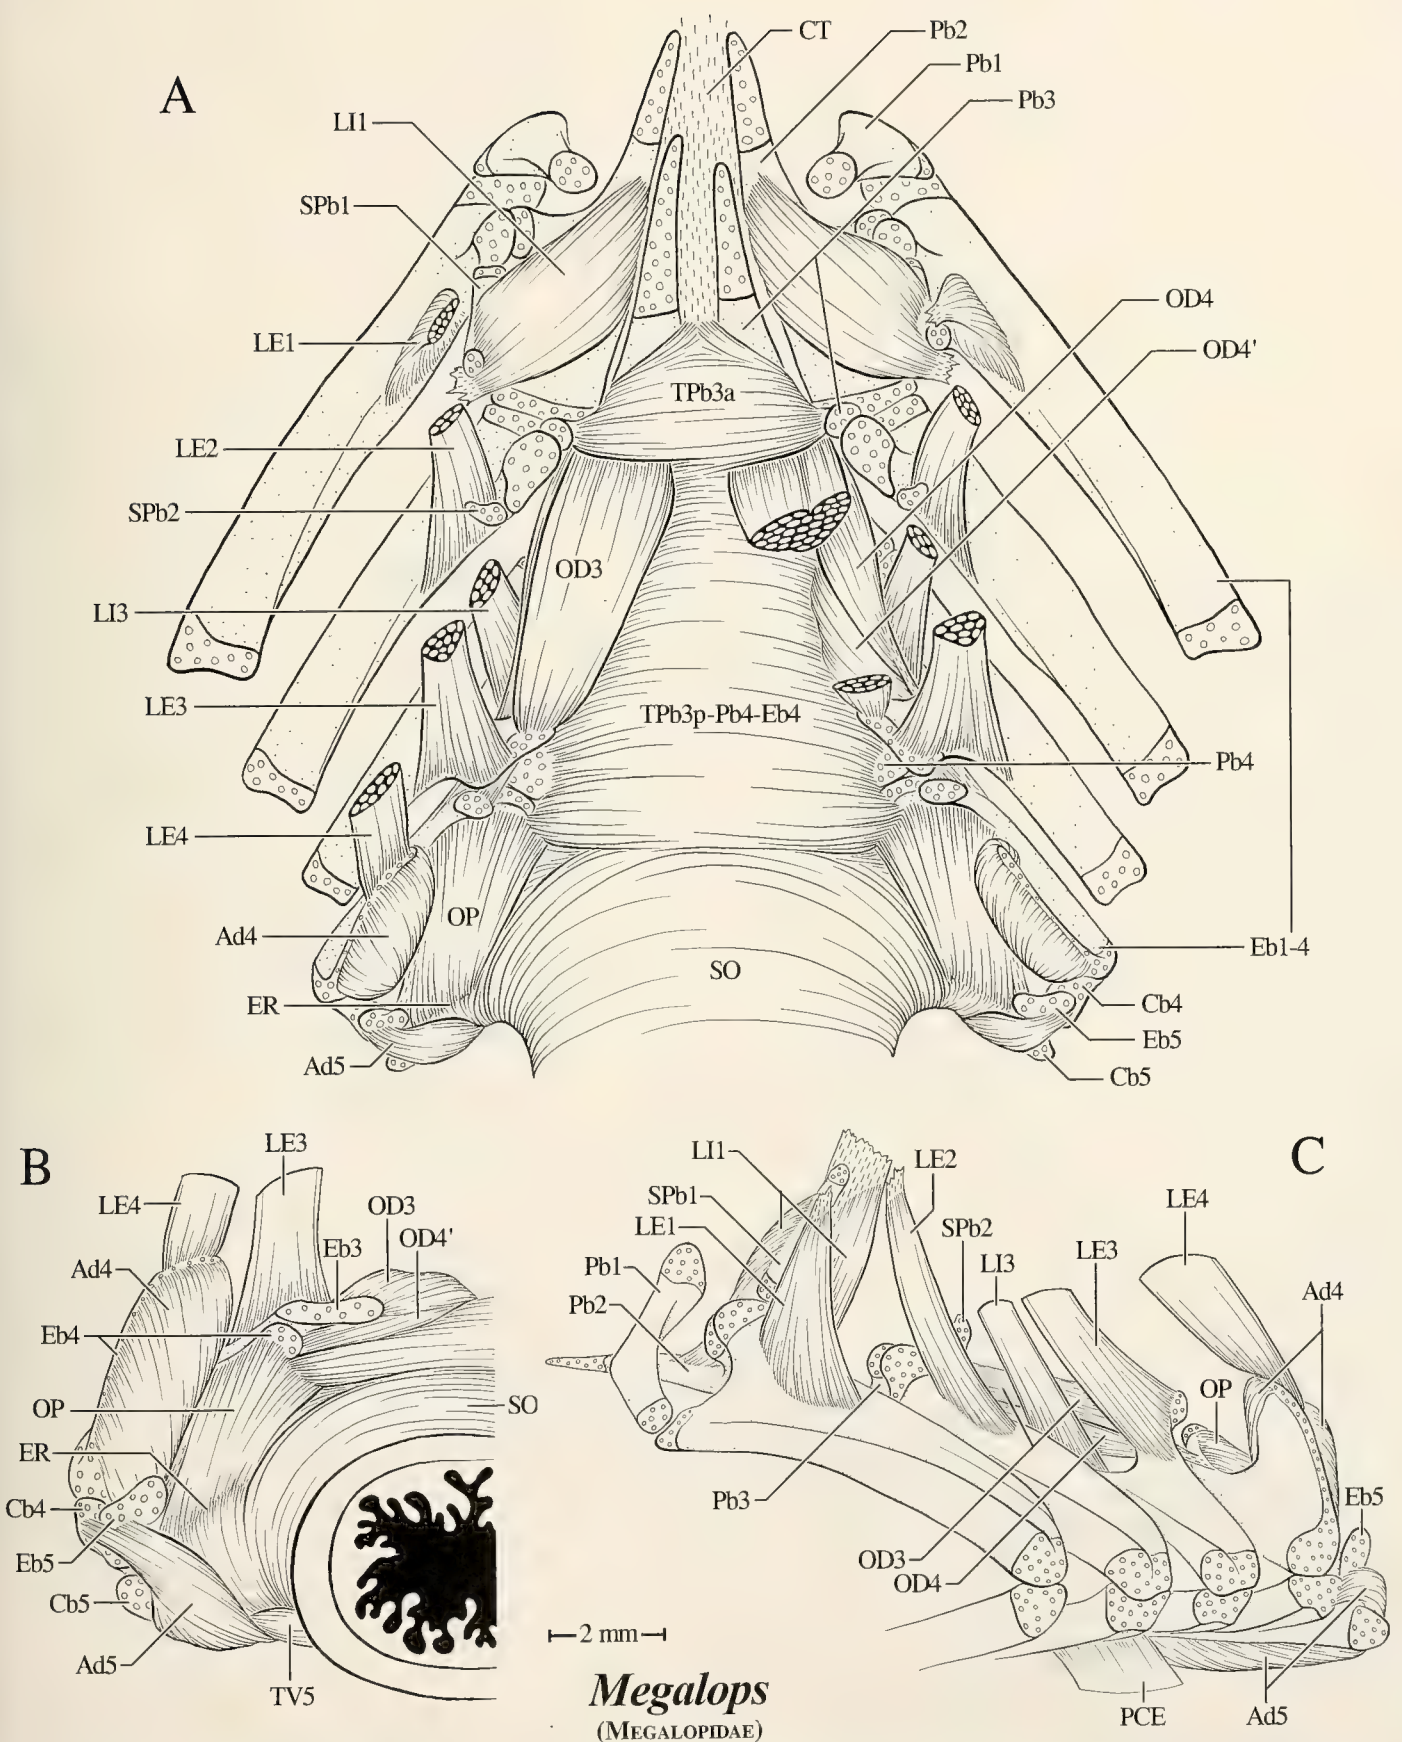 A
CT
Pb2
Pb1
Pb3
LI1
SPb1
OD4
LE1
OD4'
TPb3a
LE2
SPb2
OD3
LI3
LE3
TPb3p-Pb4-Eb4
Pb4
LE4
OP
Ad4
Eb1-4
SO
ER
Cb4
Eb5
Ad5
Cb5
B
LE3
LE4
OD3
OD4'
Eb3
Ad4
Eb4
OP
SO
ER
Cb4
Eb5
Cb5
Ad5
TV5
C
LI1
LE2
SPb1
LE1
LE4
SPb2
Pb1
LI3
LE3
Pb2
Ad4
OP
Pb3
Eb5
OD3
OD4
2 mm
PCE
Ad5
Megalops
(MEGALOPIDAE)